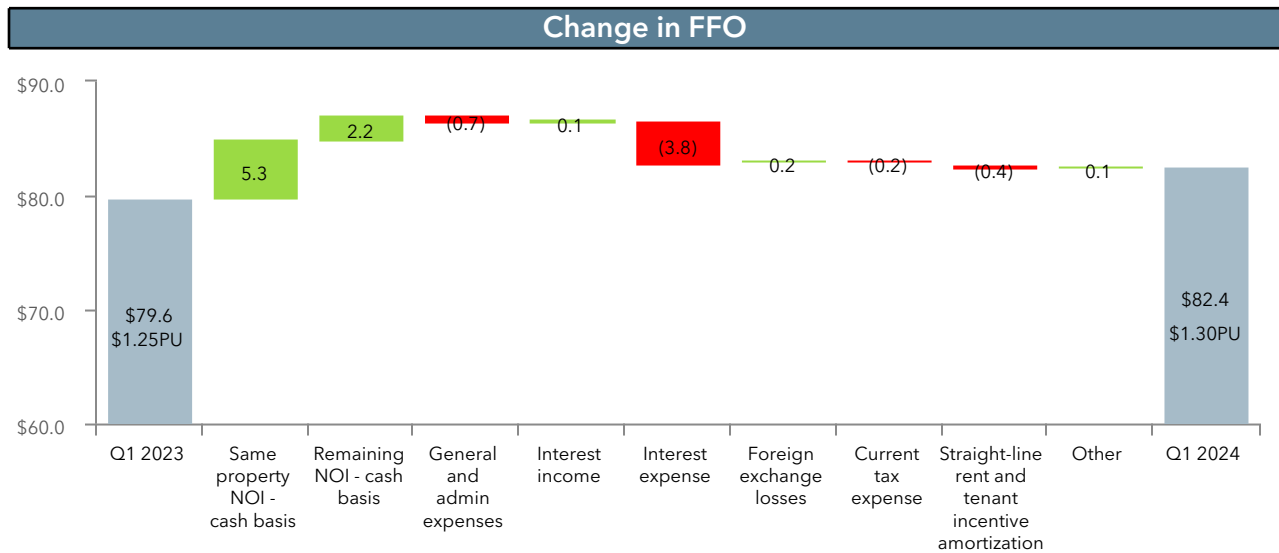 Change in FFO
$90.0
$80.0
$70.0
$60.0
$79.6
$1.25PU
5.3
2.2
(0.7)
0.1
(3.8)
0.2
(0.2)
(0.4)
0.1
$82.4
$1.30PU
Q1 2023
Same
property
NOI -
cash basis
Remaining
NOI - cash
basis
General
and
admin
expenses
Interest
income
Interest
expense
Foreign
exchange
losses
Current
tax
expense
Straight-line
rent and
tenant
incentive
amortization
Other
Q1 2024